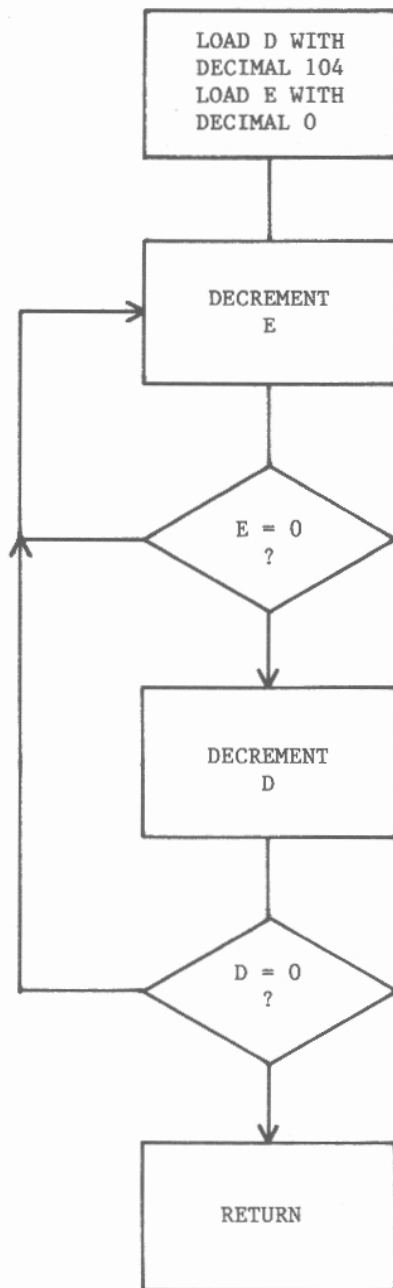 LOAD D WITH
DECIMAL 104
LOAD E WITH
DECIMAL 0
DECREMENT
E
E = 0
?
DECREMENT
D
D = 0
?
RETURN